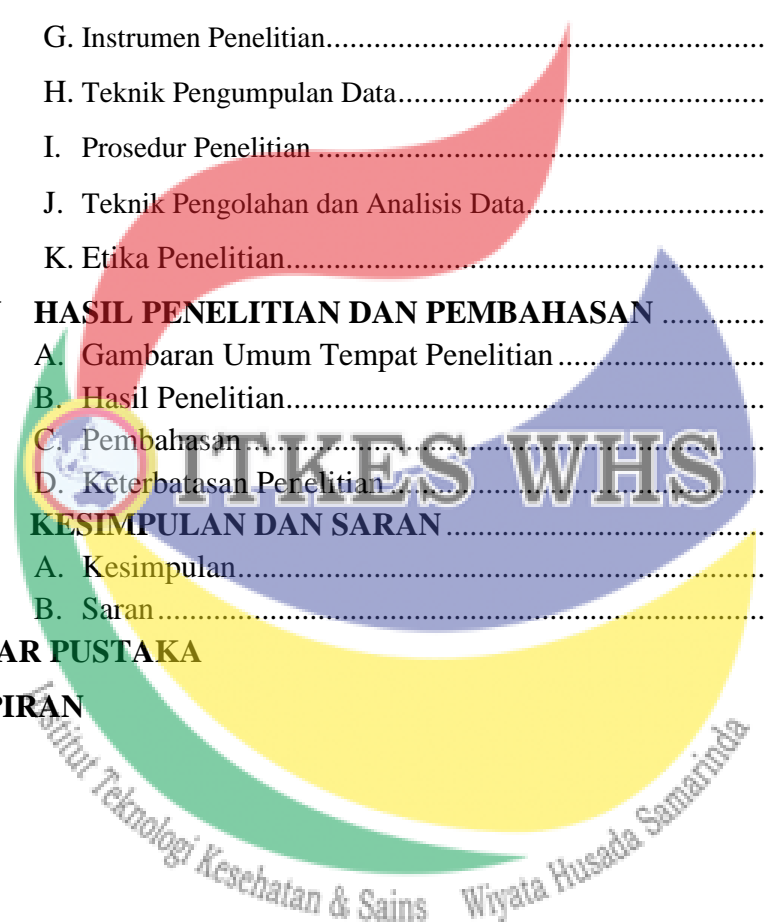 G. Instrumen Penelitian....................................................
H. Teknik Pengumpulan Data............................................
I. Prosedur Penelitian ......................................................
J. Teknik Pengolahan dan Analisis Data............................
K. Etika Penelitian.........................................................
HASIL PENELITIAN DAN PEMBAHASAN ............
A. Gambaran Umum Tempat Penelitian ........................
B. Hasil Penelitian.........................................................
C. Pembahasan ..............................................................
D. Keterbatasan Penelitian .............................................
KESIMPULAN DAN SARAN .....................................
A. Kesimpulan...............................................................
B. Saran .........................................................................
AR PUSTAKA
PIRAN
ITKES WHS
Institut Teknologi Kesehatan & Sains Wiyata Husada Samarinda